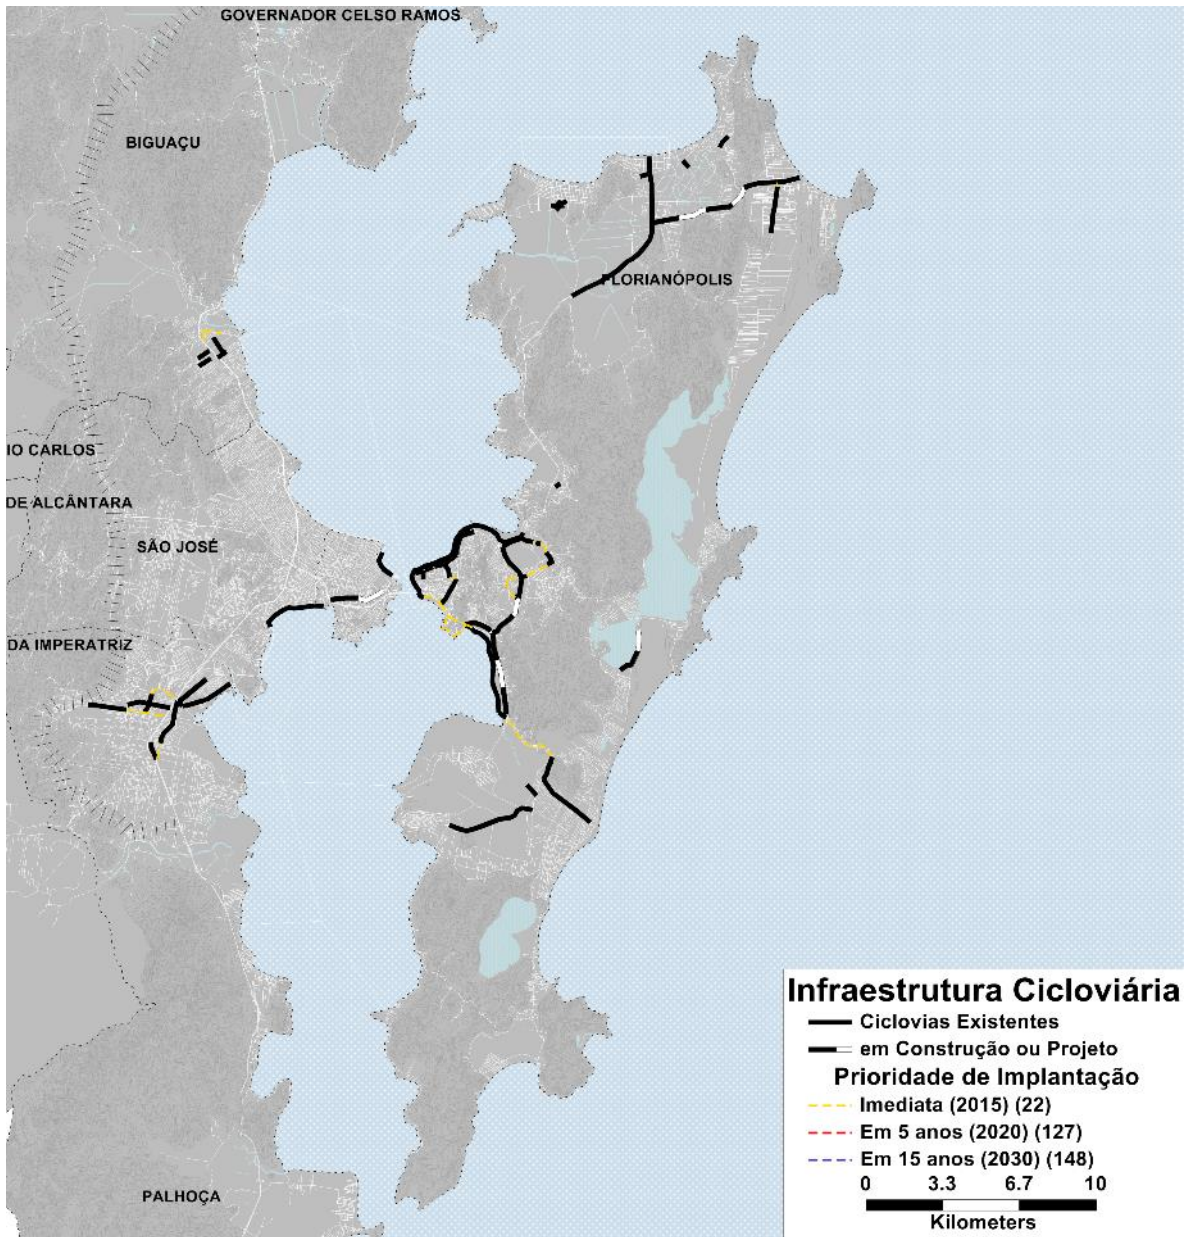 GOVERNADOR CELSO RAMOS
BIGUAÇU
FLORIANÓPOLIS
IO CARLOS
DE ALCÂNTARA
SÃO JOSÉ
DA IMPERATRIZ
PALHOÇA
Infraestrutura Cicloviária
Ciclovias Existentes
em Construção ou Projeto
Prioridade de Implantação
Imediata (2015) (22)
Em 5 anos (2020) (127)
Em 15 anos (2030) (148)
0 3.3 6.7 10
Kilometers